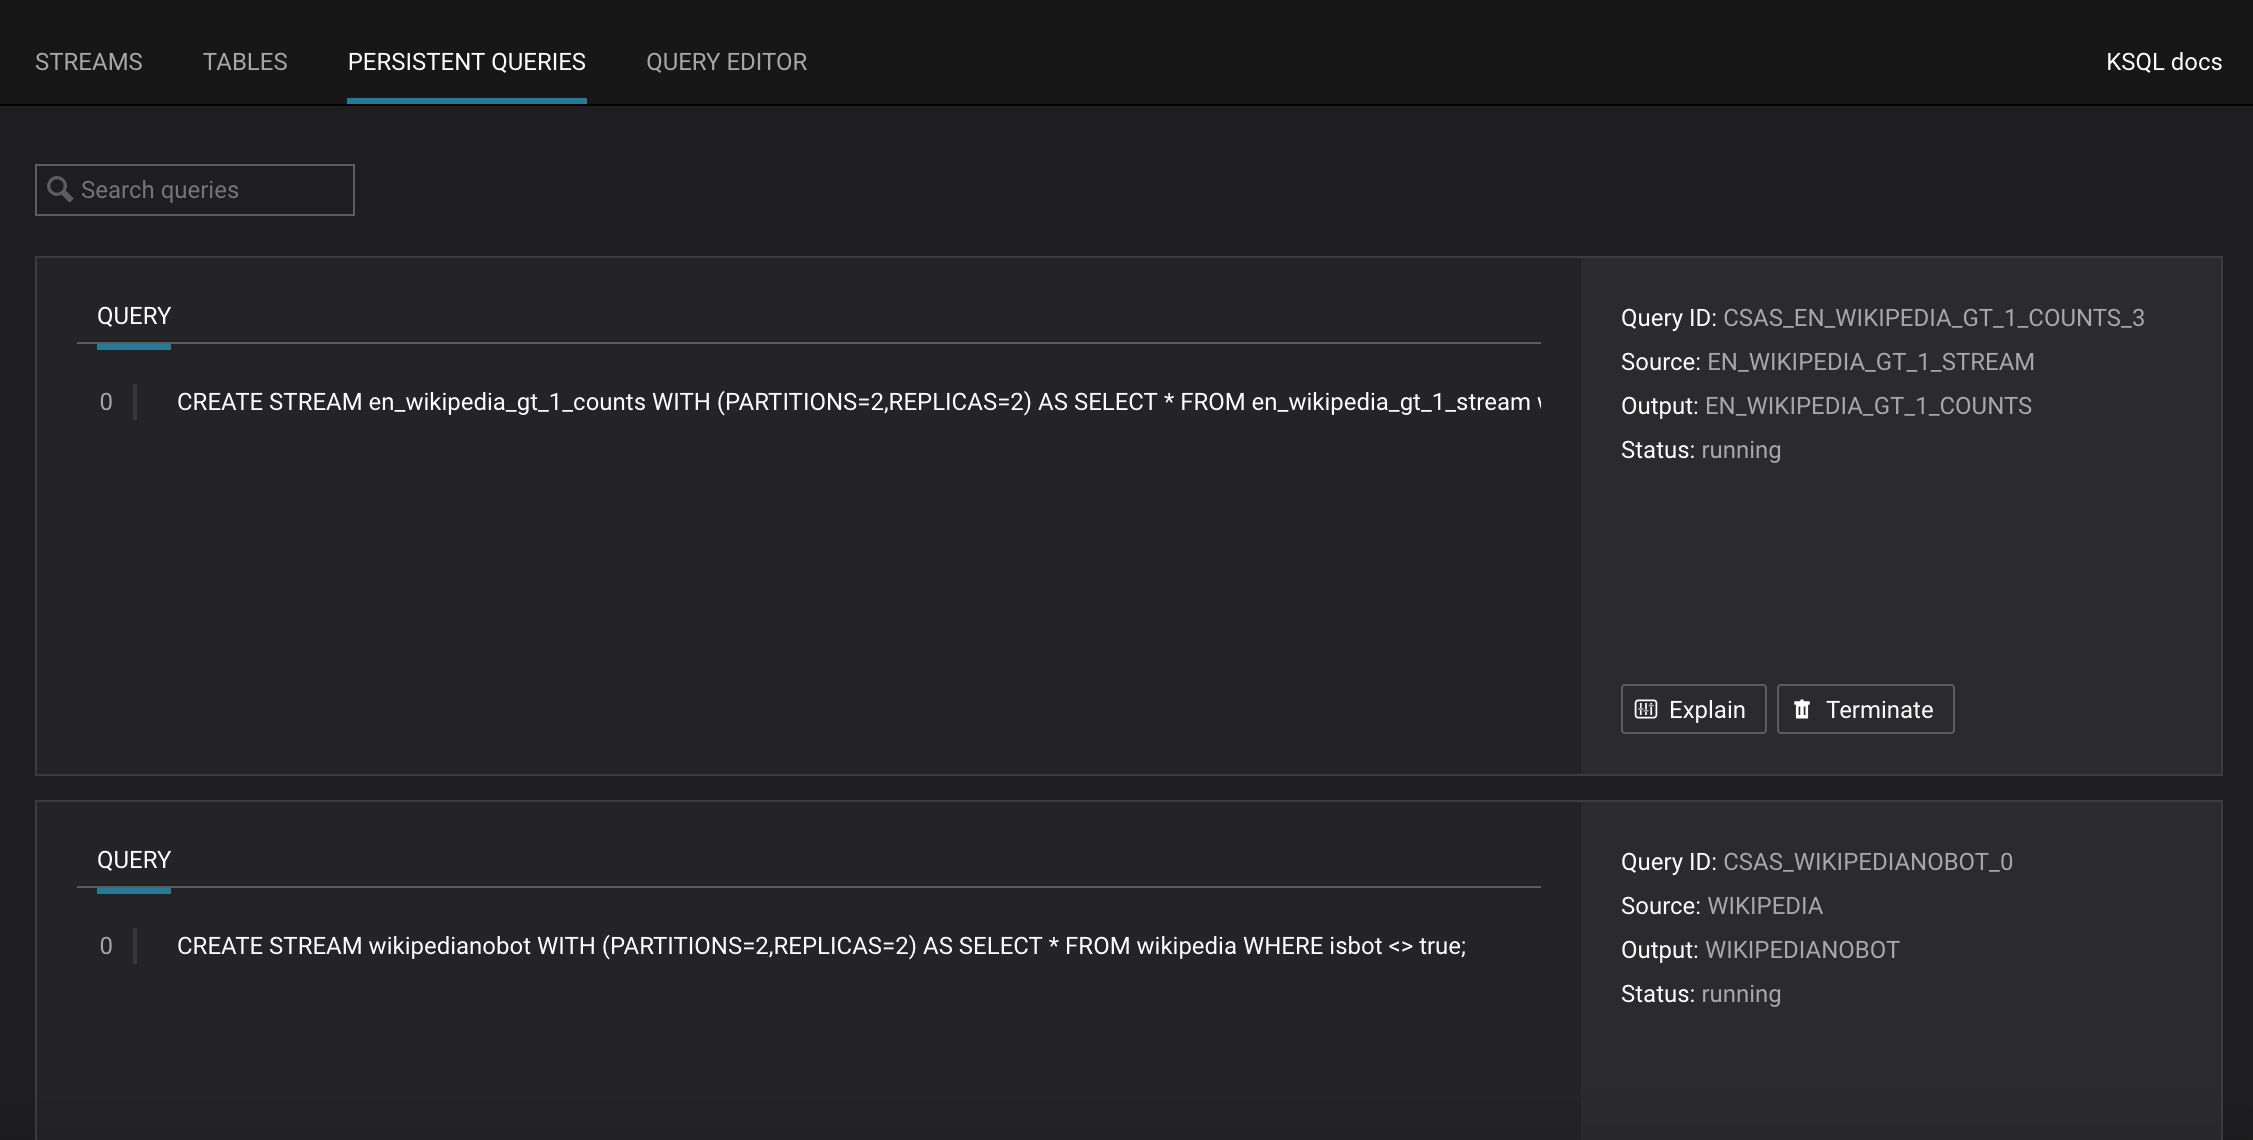 STREAMS TABLES PERSISTENT QUERIES QUERY EDITOR KSQL docs
Search queries
QUERY
0 CREATE STREAM en_wikipedia_gt_1_counts WITH (PARTITIONS=2,REPLICAS=2) AS SELECT * FROM en_wikipedia_gt_1_stream
Query ID: CSAS_EN_WIKIPEDIA_GT_1_COUNTS_3
Source: EN_WIKIPEDIA_GT_1_STREAM
Output: EN_WIKIPEDIA_GT_1_COUNTS
Status: running
Explain Terminate
QUERY
0 CREATE STREAM wikipedianobot WITH (PARTITIONS=2,REPLICAS=2) AS SELECT * FROM wikipedia WHERE isbot <> true;
Query ID: CSAS_WIKIPEDIANOBOT_0
Source: WIKIPEDIA
Output: WIKIPEDIANOBOT
Status: running